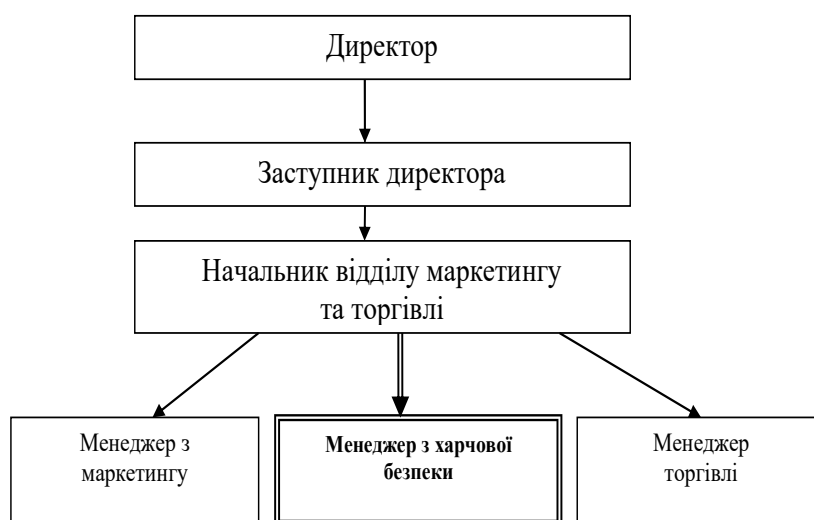 Директор
Заступник директора
Начальник відділу маркетингу
та торгівлі
Менеджер з
маркетингу
Менеджер з харчової
безпеки
Менеджер
торгівлі